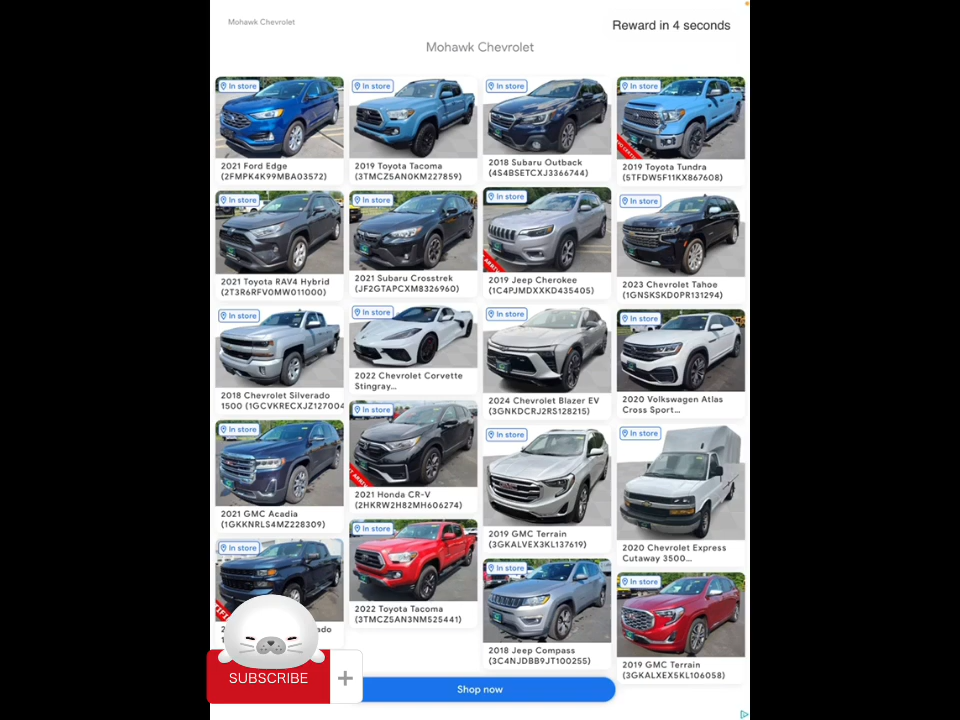 Mohawk Chevrolet
Reward in 4 seconds
Mohawk Chevrolet
In store
2021 Ford Edge
(2FMPK4K99MBA03572)
In store
2021 Toyota RAV4 Hybrid
(2T3R6RFV0MW011000)
In store
2018 Chevrolet Silverado
1500 (1GCVKRECXJZ127004
In store
2021 GMC Acadia
(1GKKNRLS4MZ228309)
In store
In store
2019 Toyota Tacoma
(3TMCZ5AN0KM227859)
In store
2021 Subaru Crosstrek
(JF2GTAPCXM8326960)
In store
2022 Chevrolet Corvette
Stingray...
In store
2021 Honda CR-V
(2HKRW2H82MH606274)
In store
2022 Toyota Tacoma
(3TMCZ5AN3NM525441)
In store
2018 Subaru Outback
(4S4BSETCXJ3366744)
In store
2019 Jeep Cherokee
(1C4PJMDXXKD435405)
In store
2024 Chevrolet Blazer EV
(3GNKDCRJ2RS128215)
In store
2019 GMC Terrain
(3GKALVEX3KL137619)
In store
2018 Jeep Compass
(3C4NJDBB9JT100255)
In store
2019 Toyota Tundra
(5TFDW5F11KX867608)
In store
2023 Chevrolet Tahoe
(1GNSKSKD0PR131294)
In store
2020 Volkswagen Atlas
Cross Sport...
In store
2020 Chevrolet Express
Cutaway 3500...
In store
2019 GMC Terrain
(3GKALXEX5KL106058)
SUBSCRIBE +
Shop now